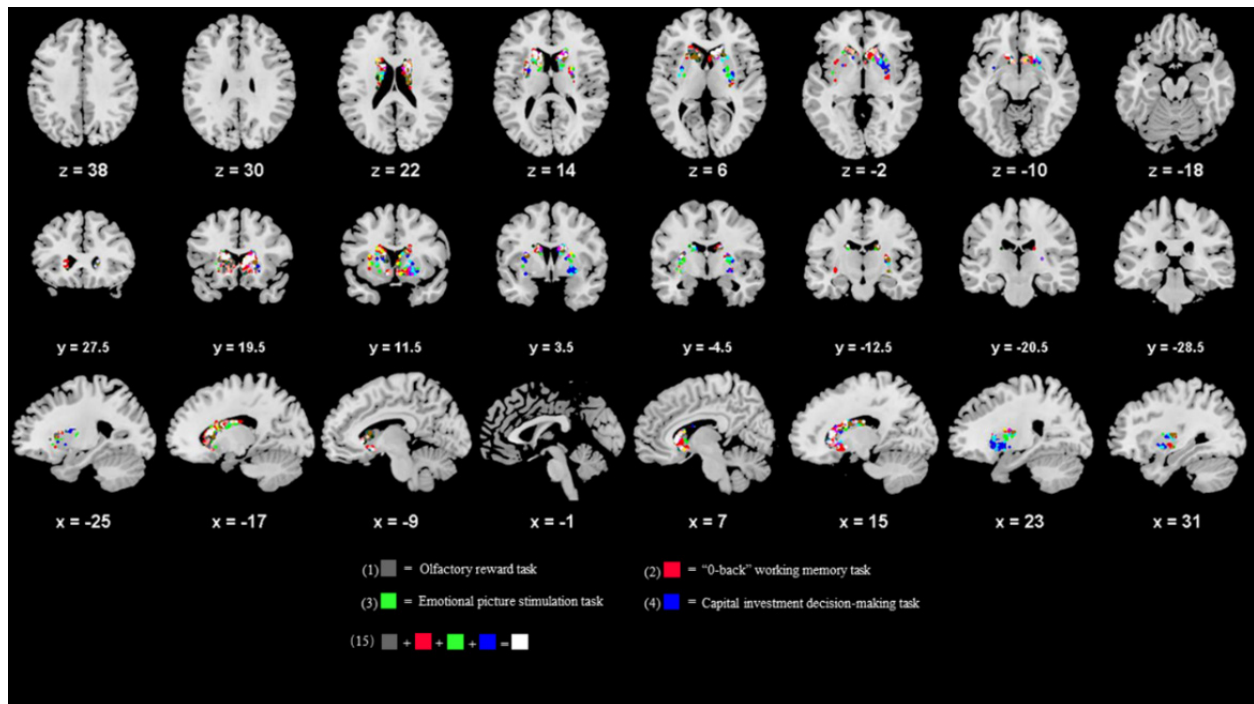 z = 38 z = 30 z = 22 z = 14 z = 6 z = -2 z = -10 z = -18
y = 27.5 y = 19.5 y = 11.5 y = 3.5 y = -4.5 y = -12.5 y = -20.5 y = -28.5
x = -25 x = -17 x = -9 x = -1 x = 7 x = 15 x = 23 x = 31
(1) = Olfactory reward task (2) = “0-back” working memory task
(3) = Emotional picture stimulation task (4) = Capital investment decision-making task
(15) + + + =